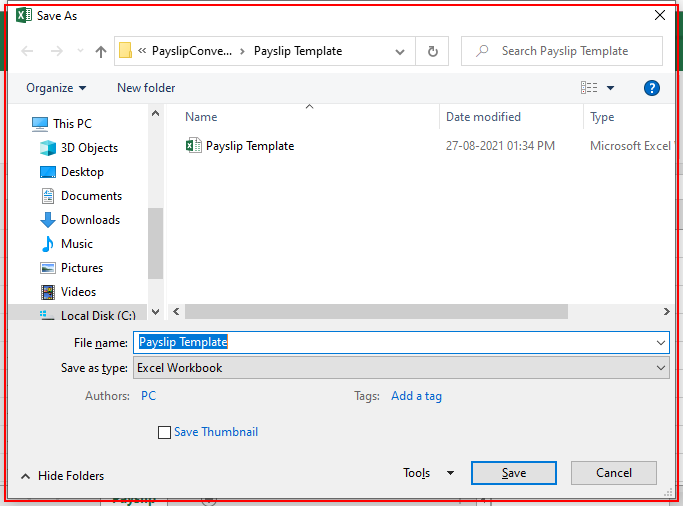 Save As
« PayslipConve... > Payslip Template
Search Payslip Template
Organize
New folder
Name Date modified Type
This PC
3D Objects
Desktop
Documents
Downloads
Music
Pictures
Videos
Local Disk (C:)
Payslip Template 27-08-2021 01:34 PM Microsoft Excel
File name: Payslip Template
Save as type: Excel Workbook
Authors: PC Tags: Add a tag
Save Thumbnail
Hide Folders Tools Save Cancel
Payslip